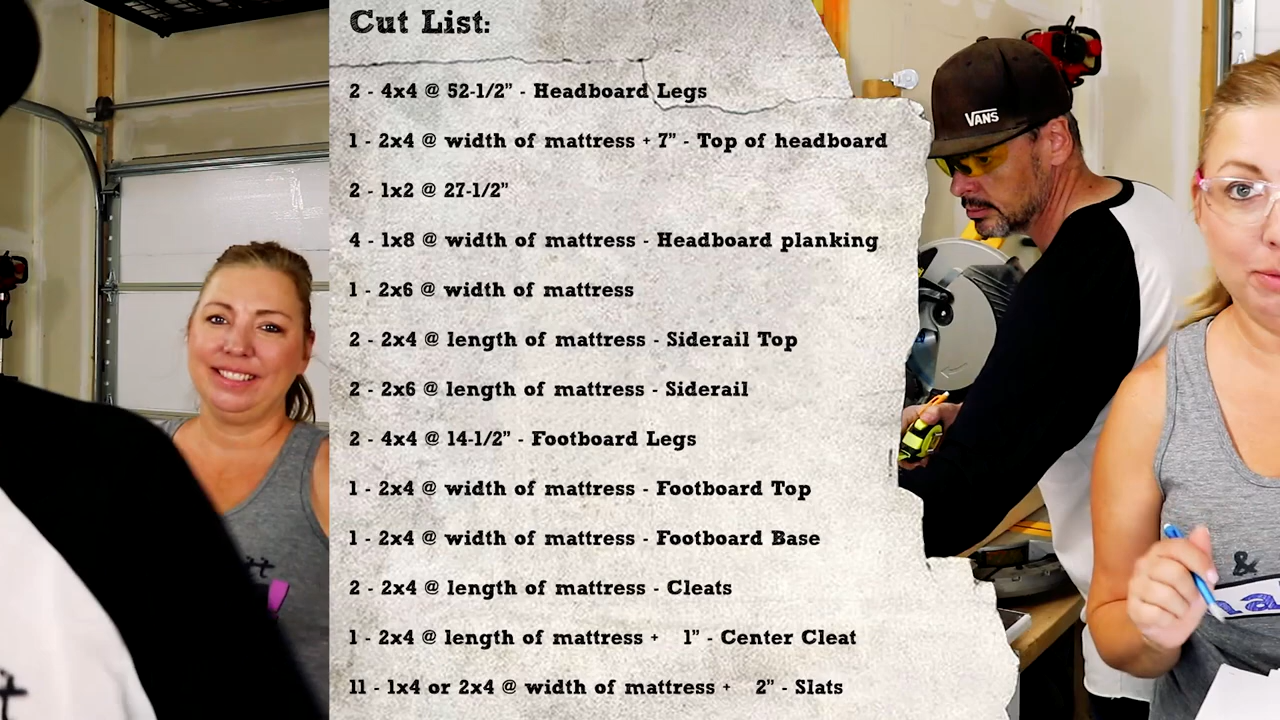 Cut List:
2 - 4x4 @ 52-1/2” - Headboard Legs
1 - 2x4 @ width of mattress + 7” - Top of headboard
2 - 1x2 @ 27-1/2”
4 - 1x8 @ width of mattress - Headboard planking
1 - 2x6 @ width of mattress
2 - 2x4 @ length of mattress - Siderail Top
2 - 2x6 @ length of mattress - Siderail
2 - 4x4 @ 14-1/2” - Footboard Legs
1 - 2x4 @ width of mattress - Footboard Top
1 - 2x4 @ width of mattress - Footboard Base
2 - 2x4 @ length of mattress - Cleats
1 - 2x4 @ length of mattress + 1” - Center Cleat
11 - 1x4 or 2x4 @ width of mattress + 2” - Slats
VANS
&